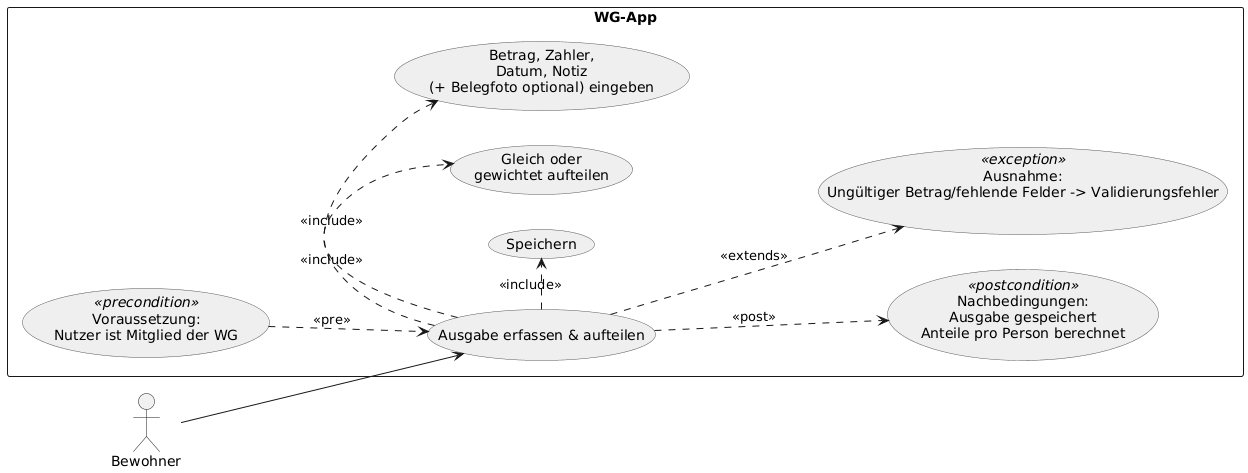 WG-App
Betrag, Zahler,
Datum, Notiz
(+ Belegfoto optional) eingeben
Gleich oder
gewichtet aufteilen
«exception»
Ausnahme:
Ungültiger Betrag/fehlende Felder -> Validierungsfehler
«include»
«include»
Speichern
«extends»
«include»
«precondition»
Voraussetzung:
Nutzer ist Mitglied der WG
«pre»
Ausgabe erfassen & aufteilen
«post»
«postcondition»
Nachbedingungen:
Ausgabe gespeichert
Anteile pro Person berechnet
Bewohner